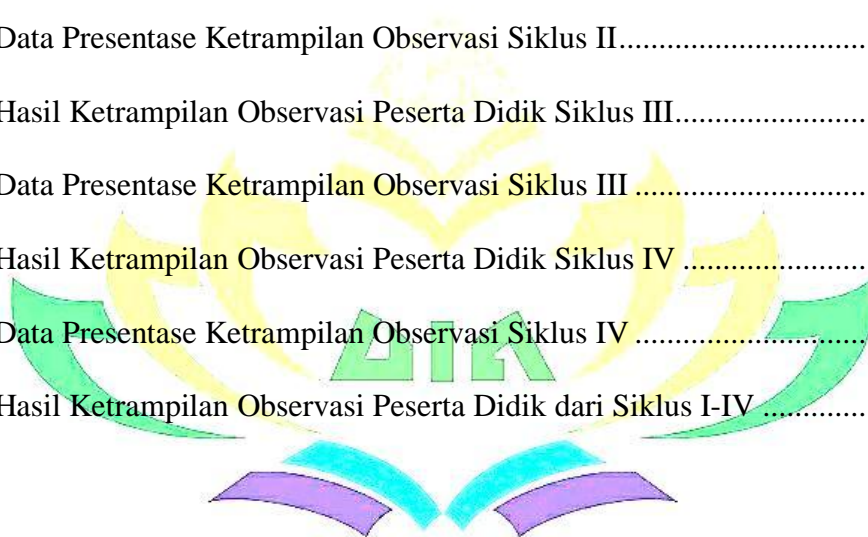 Data Presentase Ketrampilan Observasi Siklus II.............................
Hasil Ketrampilan Observasi Peserta Didik Siklus III......................
Data Presentase Ketrampilan Observasi Siklus III ...........................
Hasil Ketrampilan Observasi Peserta Didik Siklus IV .....................
Data Presentase Ketrampilan Observasi Siklus IV ...........................
Hasil Ketrampilan Observasi Peserta Didik dari Siklus I-IV ............